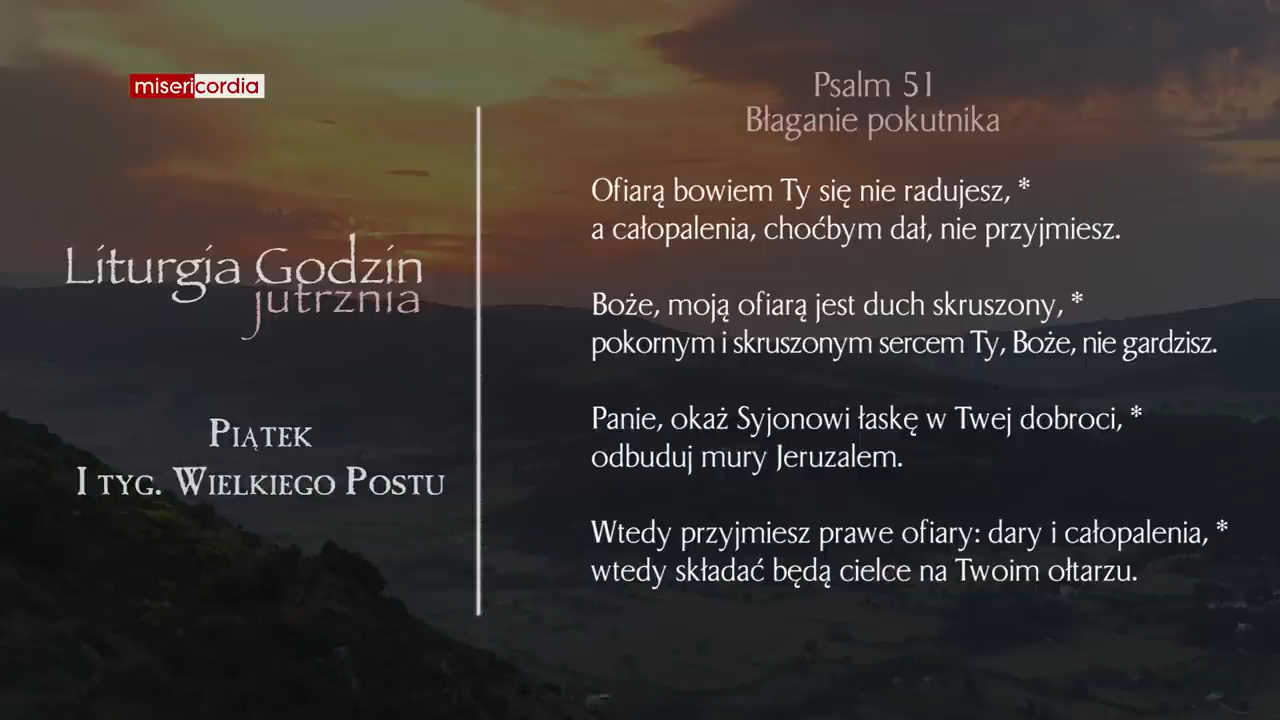 misericordia
Liturgia Godzin
jutrznia
Piątek
I tyg. Wielkiego Postu
Psalm 51
Błaganie pokutnika
Ofiarą bowiem Ty się nie radujesz, *
a całopalenia, choćbym dał, nie przyjmiesz.
Boże, moją ofiarą jest duch skruszony, *
pokornym i skruszonym sercem Ty, Boże, nie gardzisz.
Panie, okaż Syjonowi łaskę w Twej dobroci, *
odbuduj mury Jeruzalem.
Wtedy przyjmiesz prawe ofiary: dary i całopalenia, *
wtedy składać będą cielce na Twoim ołtarzu.